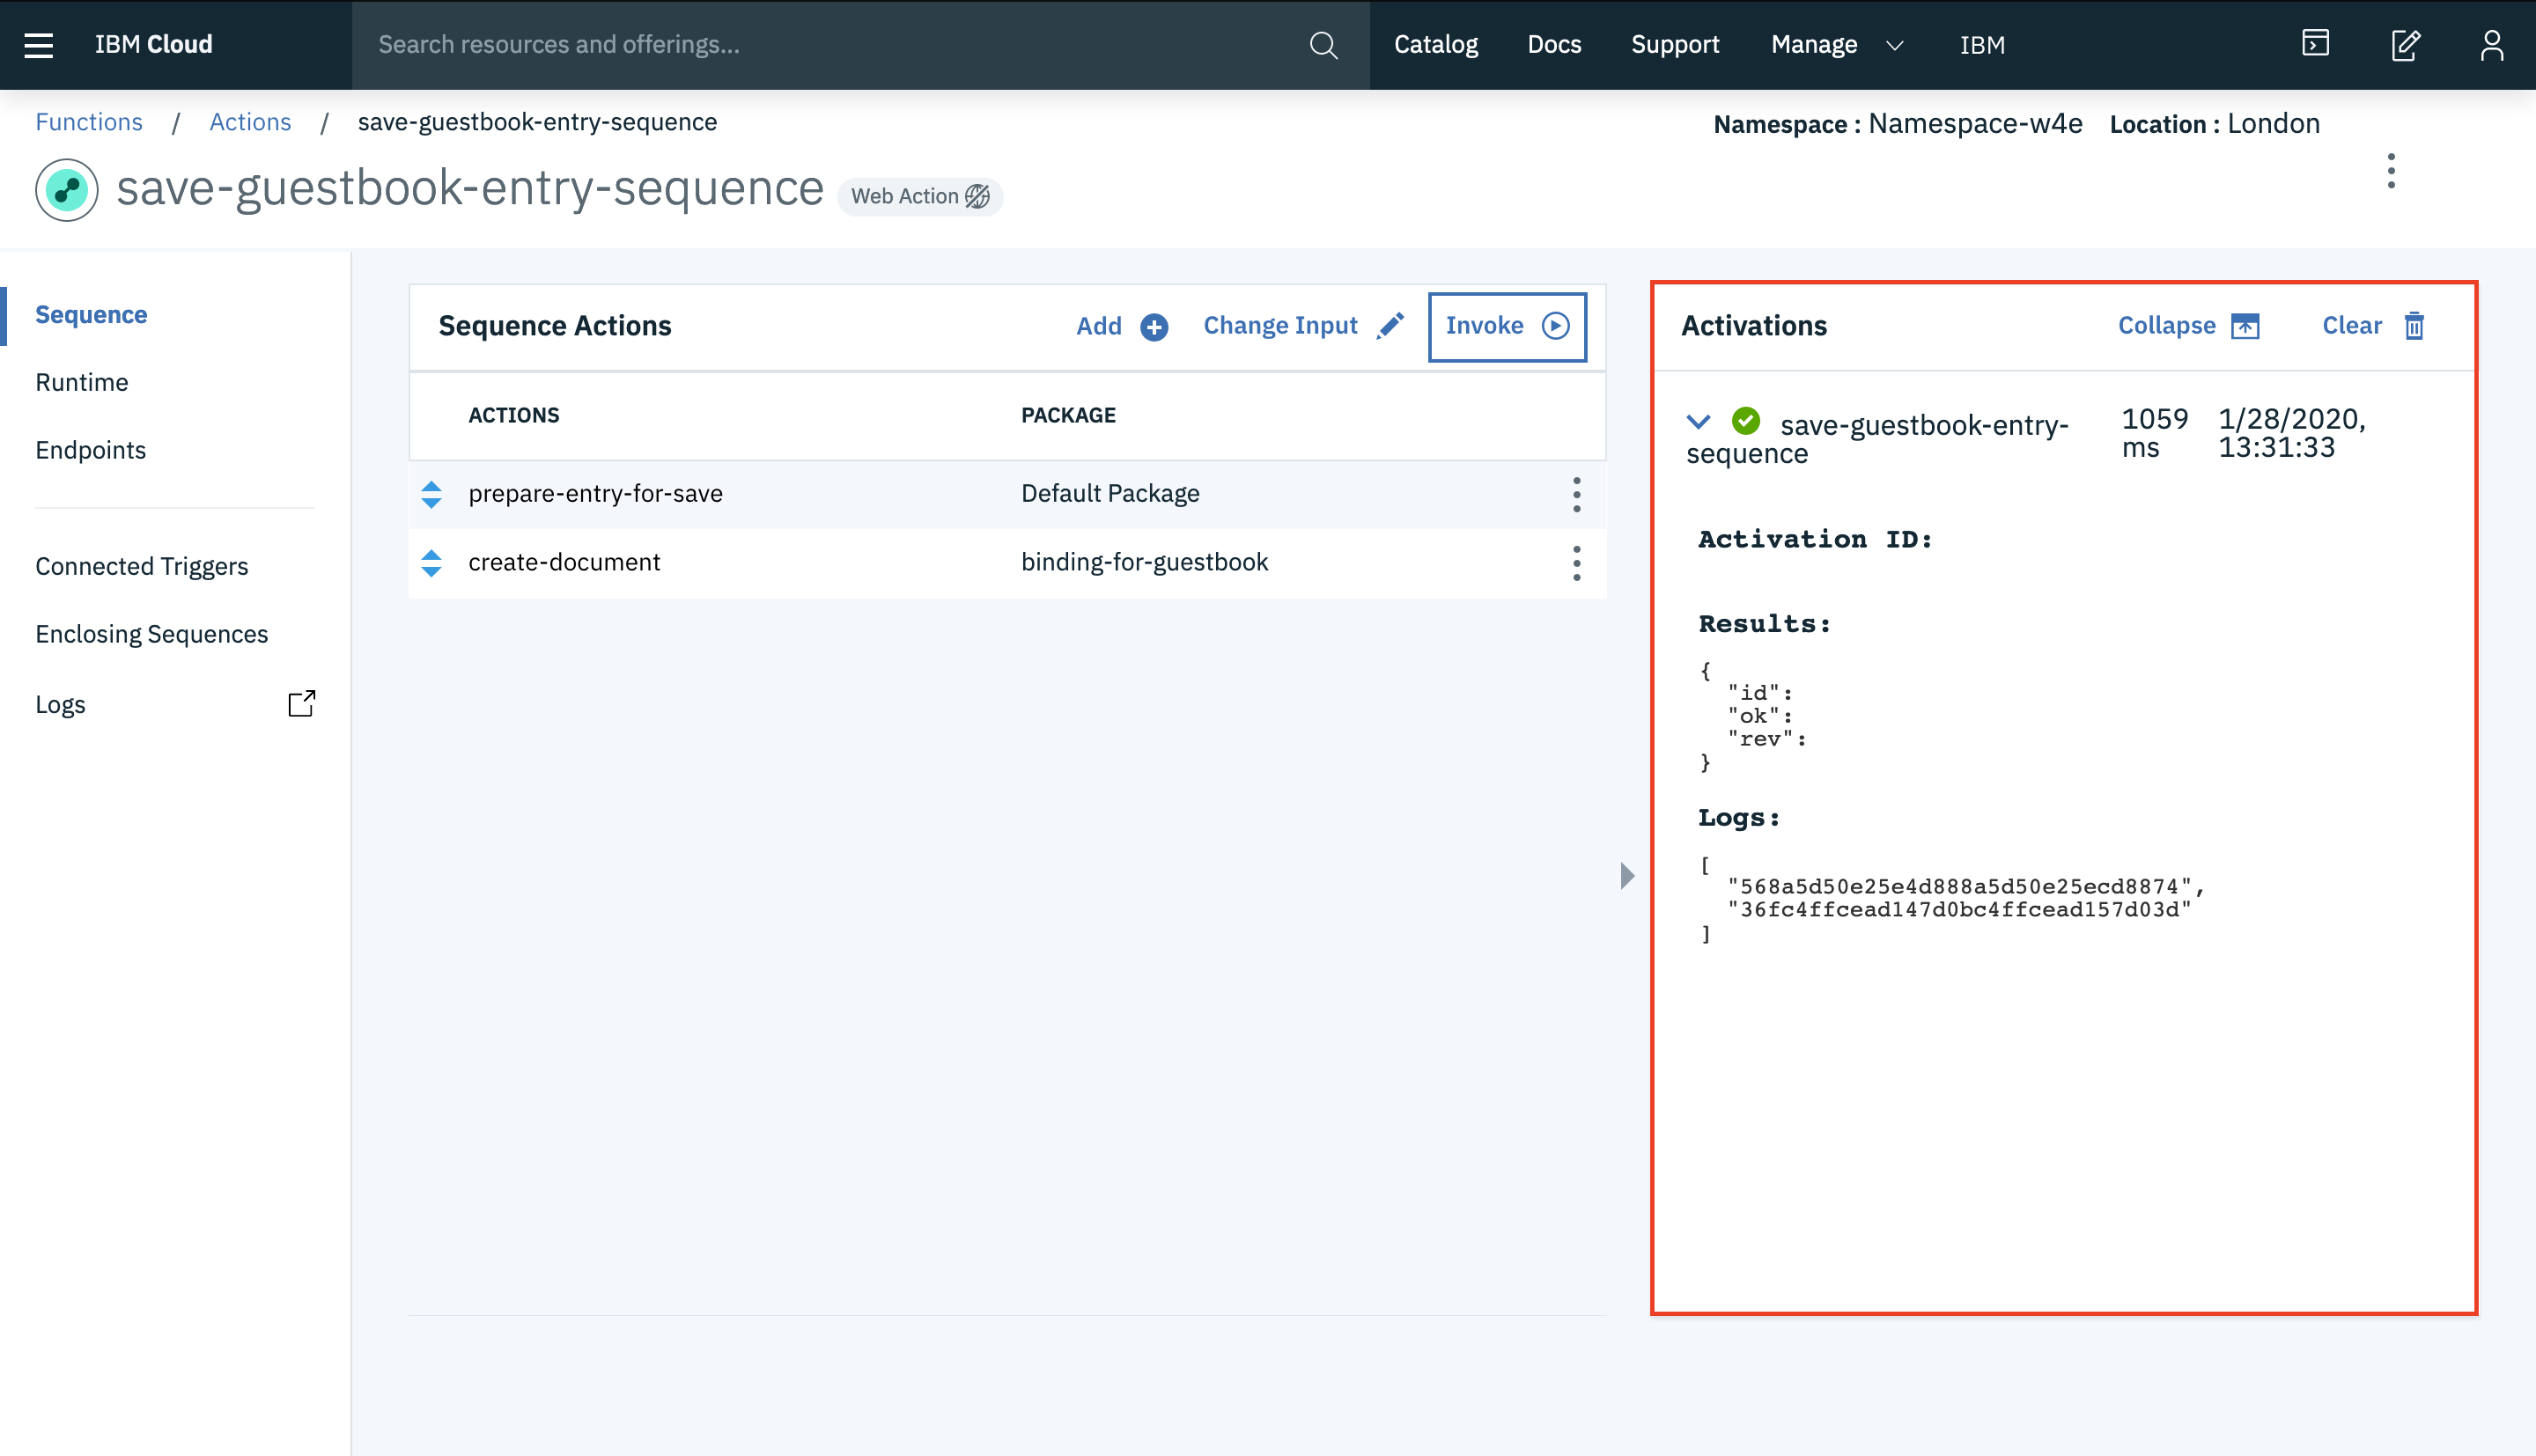 IBM Cloud
Search resources and offerings...
Catalog
Docs
Support
Manage
IBM
Functions / Actions / save-guestbook-entry-sequence
Namespace : Namespace-w4e Location : London
save-guestbook-entry-sequence
Web Action
Sequence
Runtime
Endpoints
Connected Triggers
Enclosing Sequences
Logs
Sequence Actions
Add
Change Input
Invoke
ACTIONS PACKAGE
prepare-entry-for-save Default Package
create-document binding-for-guestbook
Activations
Collapse
Clear
save-guestbook-entry-
sequence
1059
ms
1/28/2020,
13:31:33
Activation ID:
Results:
{
"id":
"ok":
"rev":
}
Logs:
[
"568a5d50e25e4d888a5d50e25ecd8874",
"36fc4ffcead147d0bc4ffcead157d03d"
]